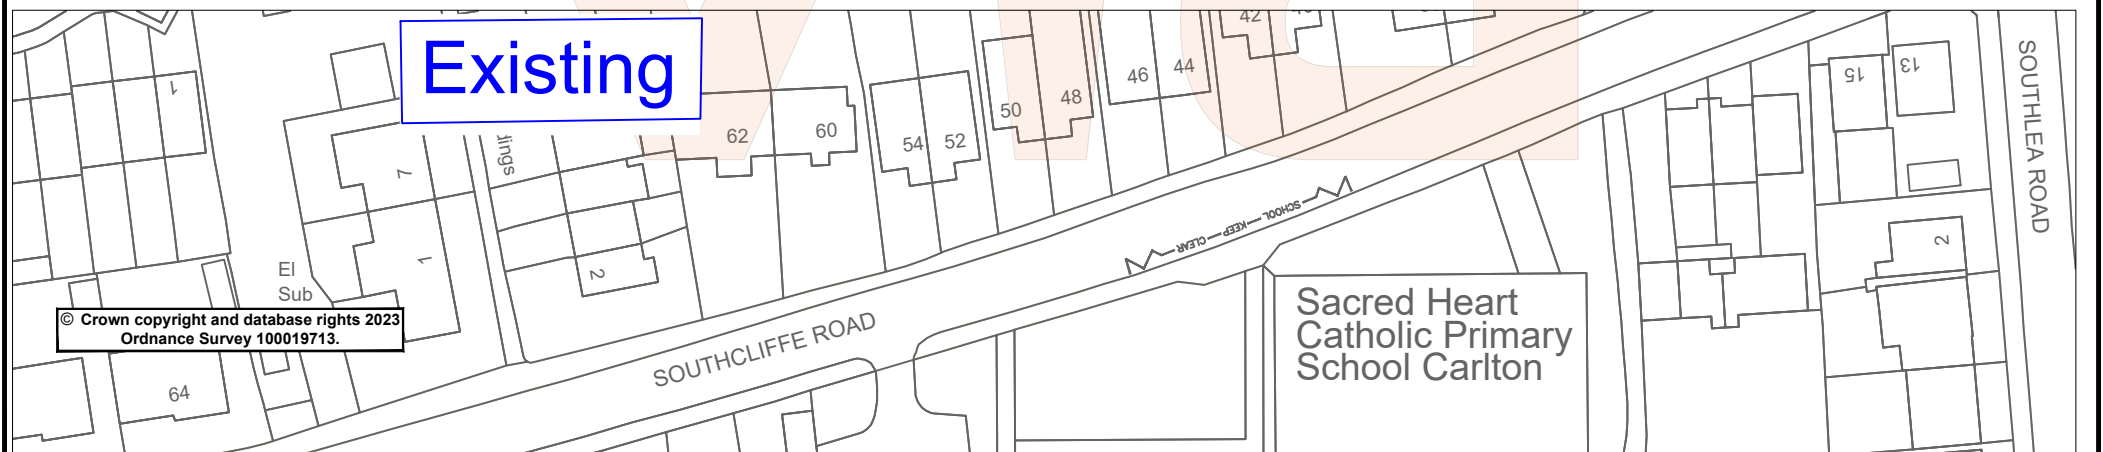 Existing
42
1
62
60
54
52
50
48
46
44
15
13
SOUTHLEA ROAD
7
1
2
2
El
Sub
SCHOOL KEEP CLEAR
© Crown copyright and database rights 2023
Ordnance Survey 100019713.
SOUTHCLIFFE ROAD
Sacred Heart
Catholic Primary
School Carlton
64